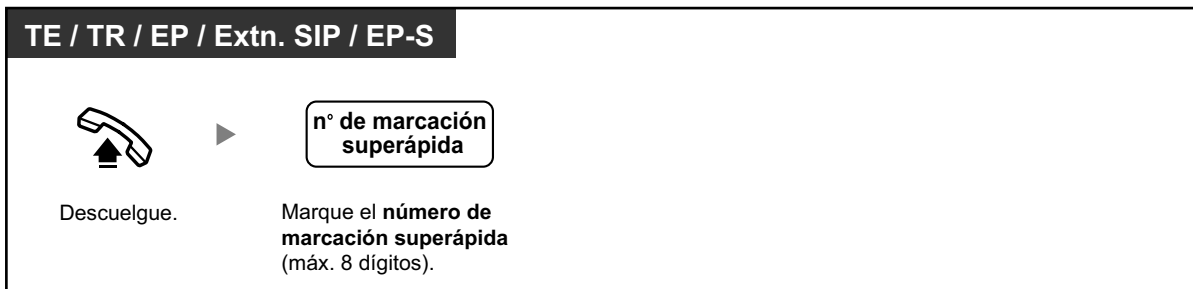 TE / TR / EP / Extn. SIP / EP-S
n° de marcación
superápida
Descuelgue.
Marque el número de
marcación superápida
(máx. 8 dígitos).